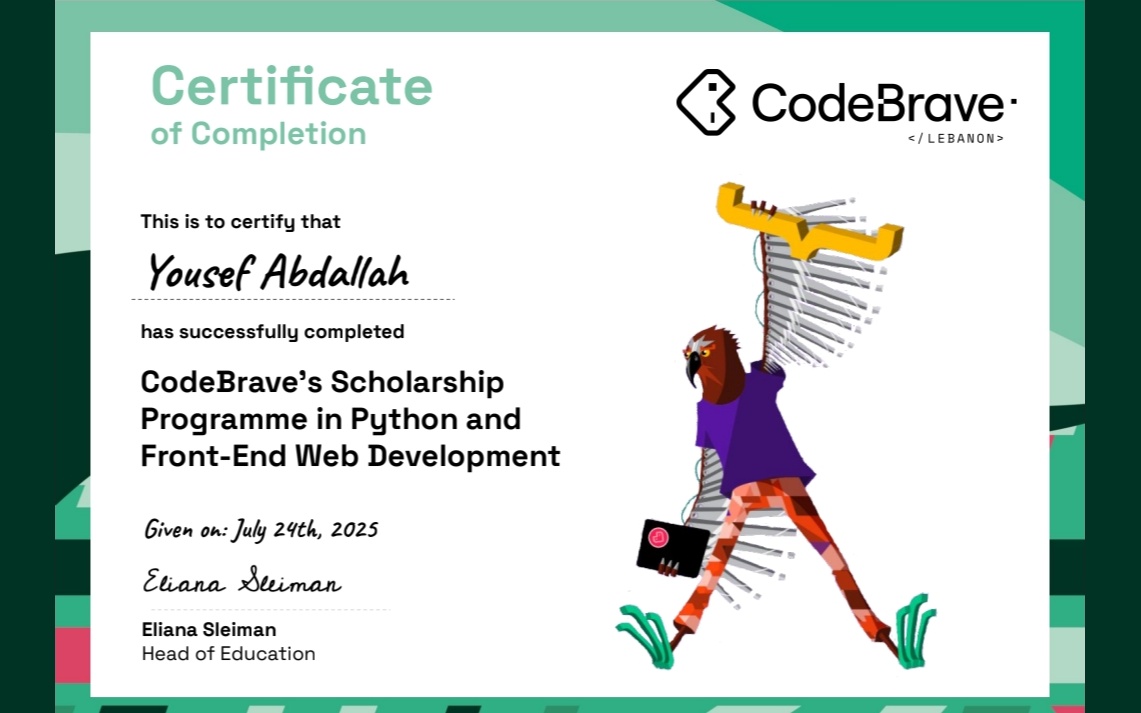 Certificate
of Completion
CodeBrave
</LEBANON>
This is to certify that
Yousef Abdallah
has successfully completed
CodeBrave's Scholarship
Programme in Python and
Front-End Web Development
Given on: July 24th, 2025
Eliana Sleiman
Eliana Sleiman
Head of Education